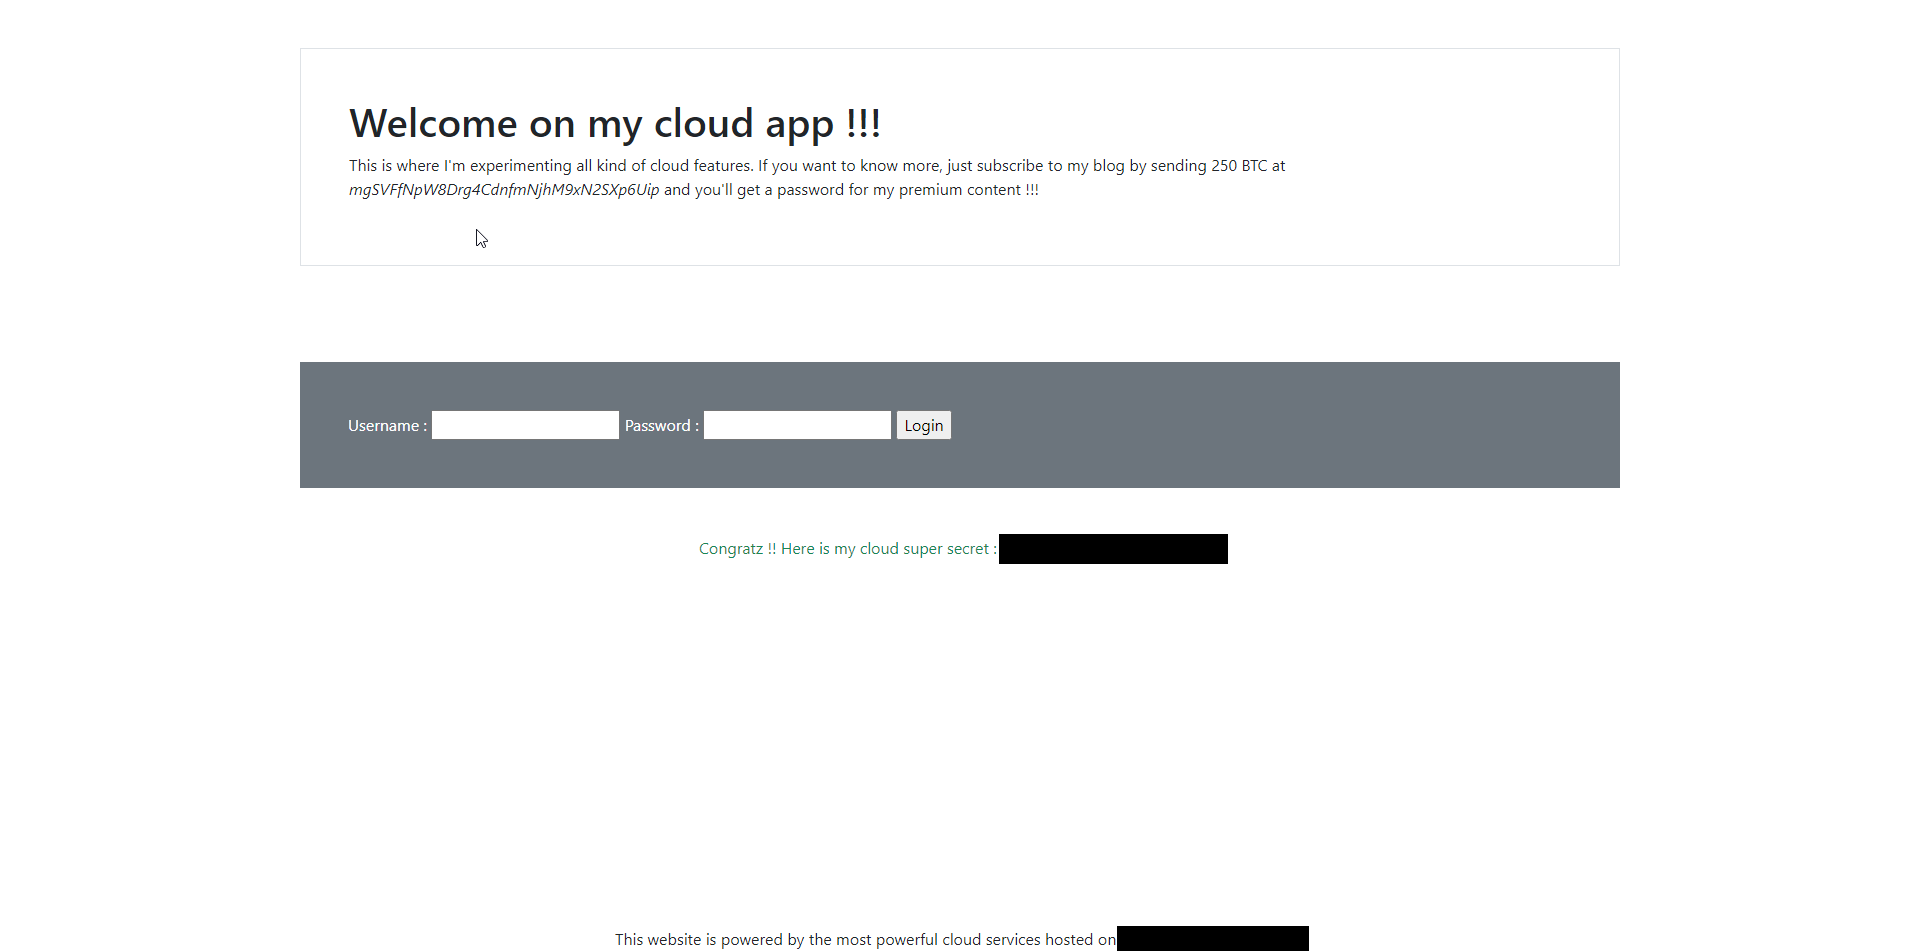 Welcome on my cloud app !!!
This is where I'm experimenting all kind of cloud features. If you want to know more, just subscribe to my blog by sending 250 BTC at
mgSVFfNpW8Drg4CdnfmNjhM9xN2SXp6Uip and you'll get a password for my premium content !!!
Username : Password : Login
Congratz !! Here is my cloud super secret :
This website is powered by the most powerful cloud services hosted on